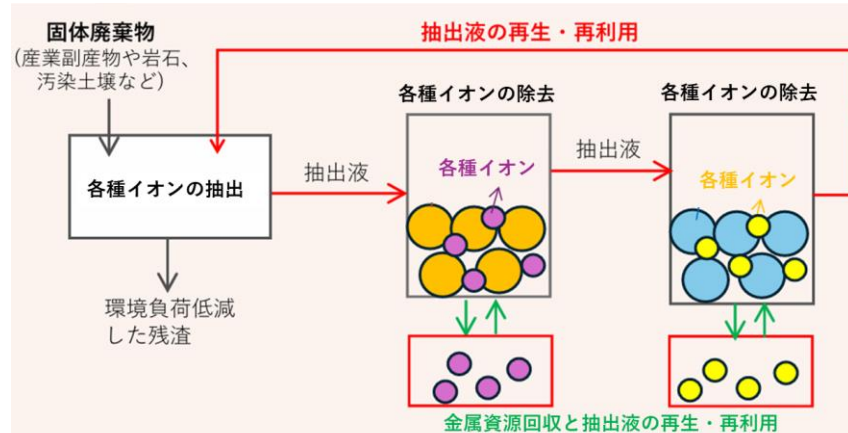 固体廃棄物
(産業副産物や岩石、
汚染土壌など)
抽出液の再生・再利用
各種イオンの除去
各種イオンの除去
各種イオンの抽出
抽出液
各種イオン
抽出液
各種イオン
環境負荷低減
した残渣
金属資源回収と抽出液の再生・再利用